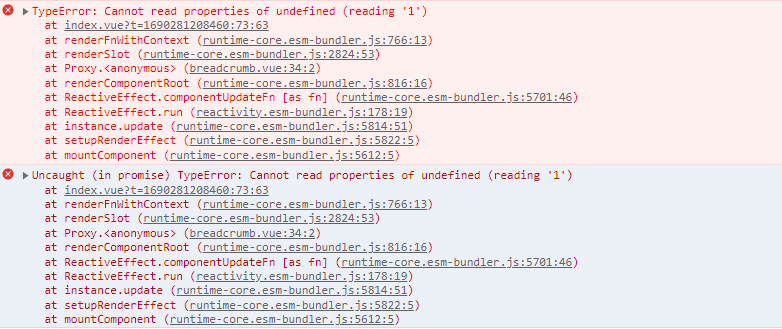 TypeError: Cannot read properties of undefined (reading '1')
at index.vue?t=1690281208460:73:63
at renderFnWithContext (runtime-core.esm-bundler.js:766:13)
at renderSlot (runtime-core.esm-bundler.js:2824:53)
at Proxy.<anonymous> (breadcrumb.vue:34:2)
at renderComponentRoot (runtime-core.esm-bundler.js:816:16)
at ReactiveEffect.componentUpdateFn [as fn] (runtime-core.esm-bundler.js:5701:46)
at ReactiveEffect.run (reactivity.esm-bundler.js:178:19)
at instance.update (runtime-core.esm-bundler.js:5814:51)
at setupRenderEffect (runtime-core.esm-bundler.js:5822:5)
at mountComponent (runtime-core.esm-bundler.js:5612:5)
Uncaught (in promise) TypeError: Cannot read properties of undefined (reading '1')
at index.vue?t=1690281208460:73:63
at renderFnWithContext (runtime-core.esm-bundler.js:766:13)
at renderSlot (runtime-core.esm-bundler.js:2824:53)
at Proxy.<anonymous> (breadcrumb.vue:34:2)
at renderComponentRoot (runtime-core.esm-bundler.js:816:16)
at ReactiveEffect.componentUpdateFn [as fn] (runtime-core.esm-bundler.js:5701:46)
at ReactiveEffect.run (reactivity.esm-bundler.js:178:19)
at instance.update (runtime-core.esm-bundler.js:5814:51)
at setupRenderEffect (runtime-core.esm-bundler.js:5822:5)
at mountComponent (runtime-core.esm-bundler.js:5612:5)